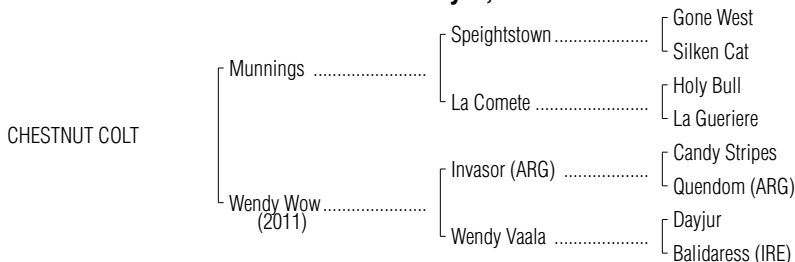 Gone West
Speightstown
Silken Cat
Munnings
Holy Bull
La Comete
La Gueriere
CHESTNUT COLT
Candy Stripes
Invasor (ARG)
Quendom (ARG)
Wendy Wow
(2011)
Dayjur
Wendy Vaala
Balidaress (IRE)